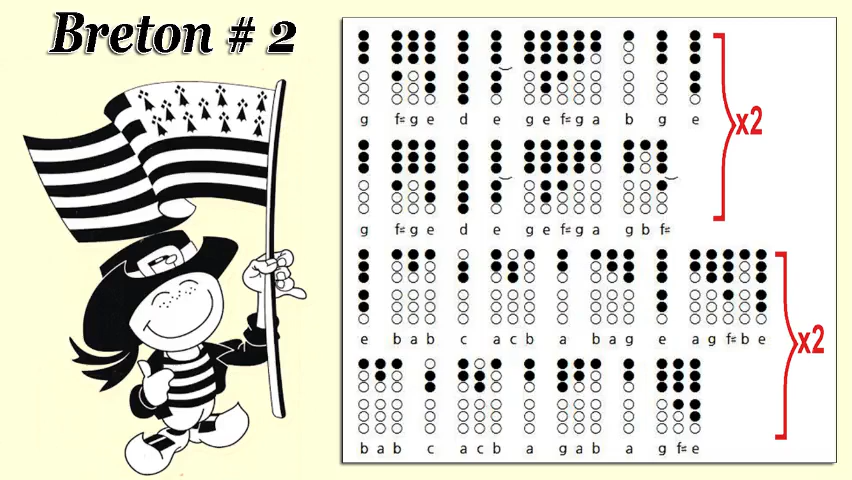 Breton # 2
g f# g e d e g e f# g a b g e
x2
g f# g e d e g e f# g a g b f#
e b a b c a c b a b a g e a g f# b e
x2
b a b c a c b a g a b a g f# e